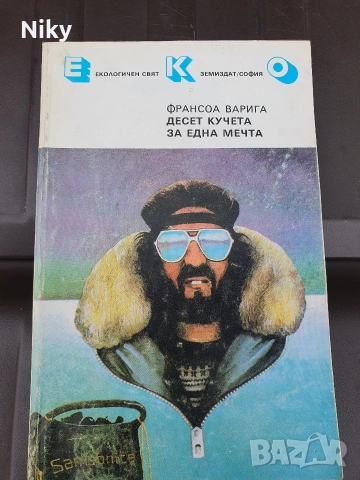 Niky
Е К О
ЕКОЛОГИЧЕН СВЯТ ЗЕМИЗДАТ/СОФИЯ
ФРАНСОА ВАРИГА
ДЕСЕТ КУЧЕТА
ЗА ЕДНА МЕЧТА
BAZAR